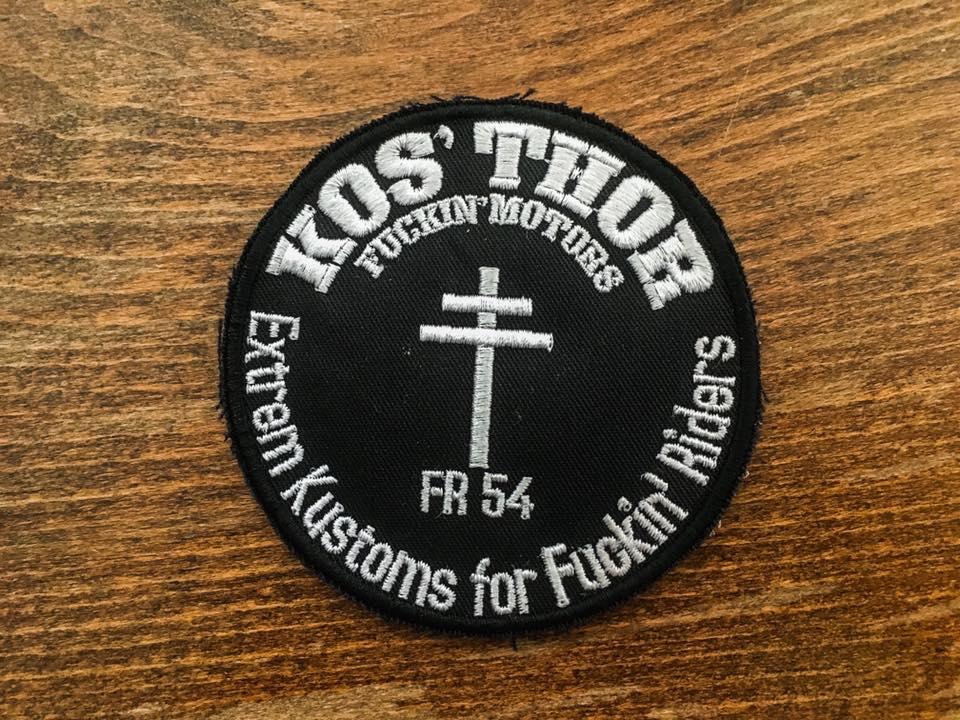 KOS' THOR
FUCKIN' MOTORS
FR 54
Extrem Kustoms for Fuckin' Riders